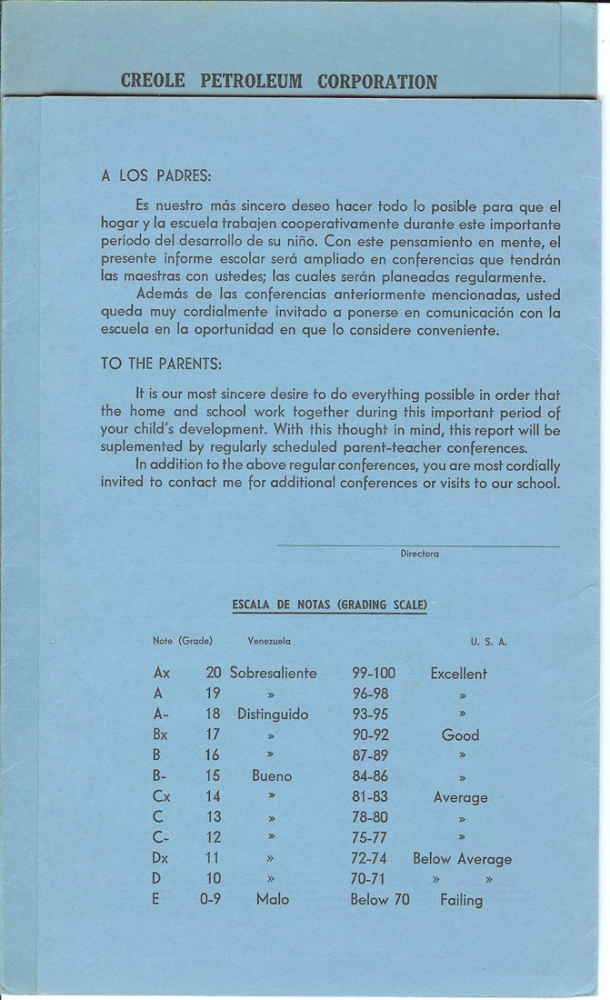 CREOLE PETROLEUM CORPORATION
A LOS PADRES:
Es nuestro más sincero deseo hacer todo lo posible para que el
hogar y la escuela trabajen cooperativamente durante este importante
período del desarrollo de su niño. Con este pensamiento en mente, el
presente informe escolar será ampliado en conferencias que tendrán
las maestras con ustedes; las cuales serán planeadas regularmente.
Además de las conferencias anteriormente mencionadas, usted
queda muy cordialmente invitado a ponerse en comunicación con la
escuela en la oportunidad en que lo considere conveniente.
TO THE PARENTS:
It is our most sincere desire to do everything possible in order that
the home and school work together during this important period of
your child's development. With this thought in mind, this report will be
suplemented by regularly scheduled parent-teacher conferences.
In addition to the above regular conferences, you are most cordially
invited to contact me for additional conferences or visits to our school.
Directora
ESCALA DE NOTAS (GRADING SCALE)
Note (Grade) Venezuela U. S. A.
Ax 20 Sobresaliente 99-100 Excellent
A 19 » 96-98 »
A- 18 Distinguido 93-95 »
Bx 17 » 90-92 Good
B 16 » 87-89 »
B- 15 Bueno 84-86 »
Cx 14 » 81-83 Average
C 13 » 78-80 »
C- 12 » 75-77 »
Dx 11 » 72-74 Below Average
D 10 » 70-71 » »
E 0-9 Malo Below 70 Failing